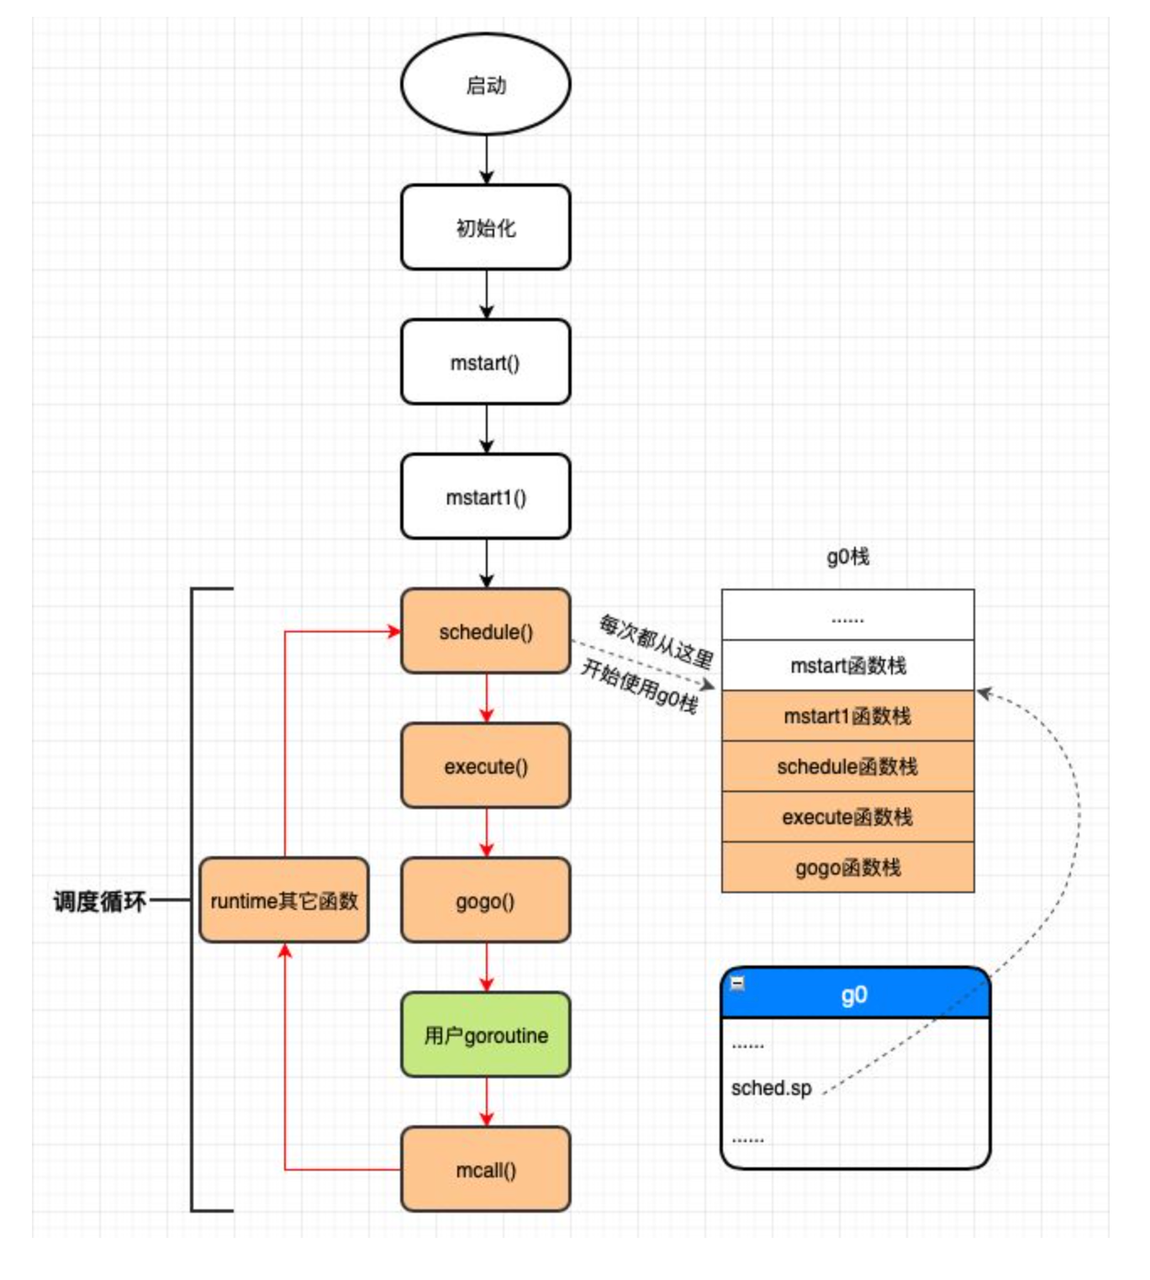 启动
初始化
mstart()
mstart1()
schedule()
execute()
gogo()
用户goroutine
mcall()
runtime其它函数
调度循环
每次都从这里
开始使用g0栈
g0栈
......
mstart函数栈
mstart1函数栈
schedule函数栈
execute函数栈
gogo函数栈
g0
......
sched.sp
......